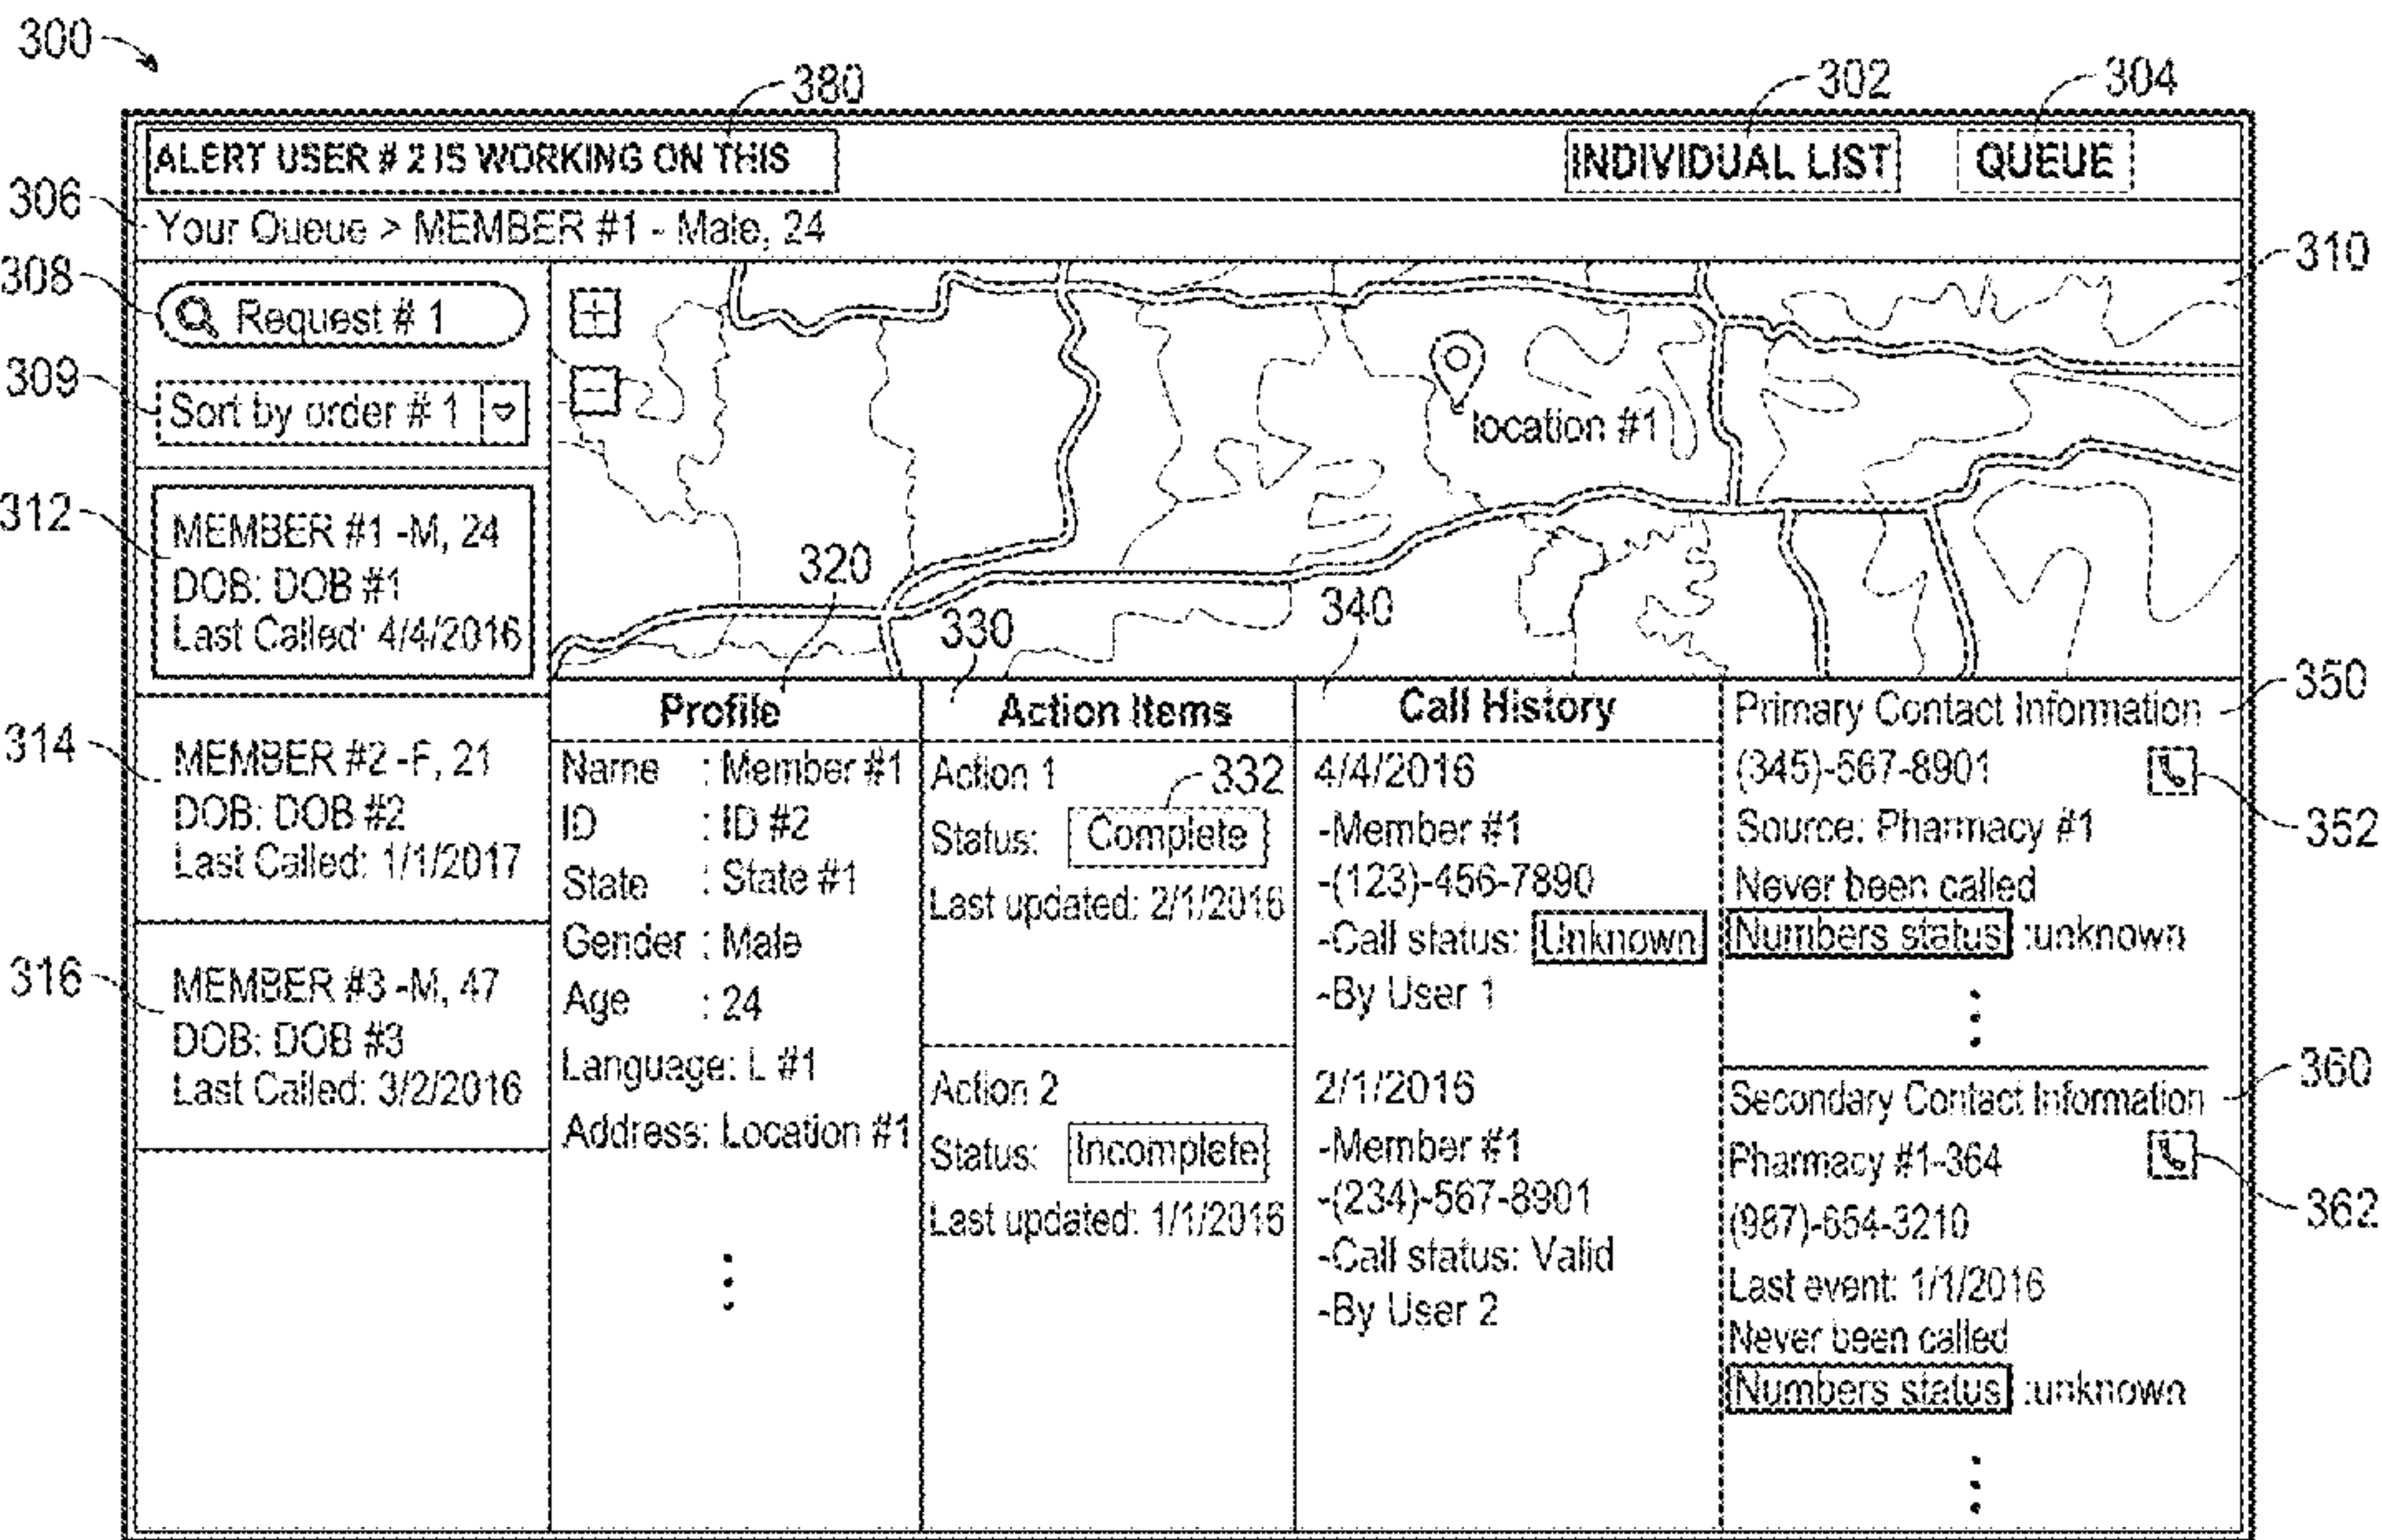 300
380
302
304
ALERT USER # 2 IS WORKING ON THIS
INDIVIDUAL LIST
QUEUE
306
Your Queue > MEMBER #1 - Male, 24
308
Request # 1
310
309
Sort by order # 1
location #1
312
MEMBER #1 -M, 24
DOB: DOB #1
Last Called: 4/4/2016
320
330
340
314
MEMBER #2 -F, 21
DOB: DOB #2
Last Called: 1/1/2017
316
MEMBER #3 -M, 47
DOB: DOB #3
Last Called: 3/2/2016
Profile
Name : Member #1
ID : ID #2
State : State #1
Gender : Male
Age : 24
Language: L #1
Address: Location #1
Action Items
Action 1
332
Status: Complete
Last updated: 2/1/2016
Action 2
Status: Incomplete
Last updated: 1/1/2016
Call History
4/4/2016
-Member #1
-(123)-456-7890
-Call status: Unknown
-By User 1
2/1/2016
-Member #1
-(234)-567-8901
-Call status: Valid
-By User 2
Primary Contact Information
350
(345)-567-8901
352
Source: Pharmacy #1
Never been called
Numbers status :unknown
360
Secondary Contact Information
Pharmacy #1-364
362
(987)-654-3210
Last event: 1/1/2016
Never been called
Numbers status :unknown